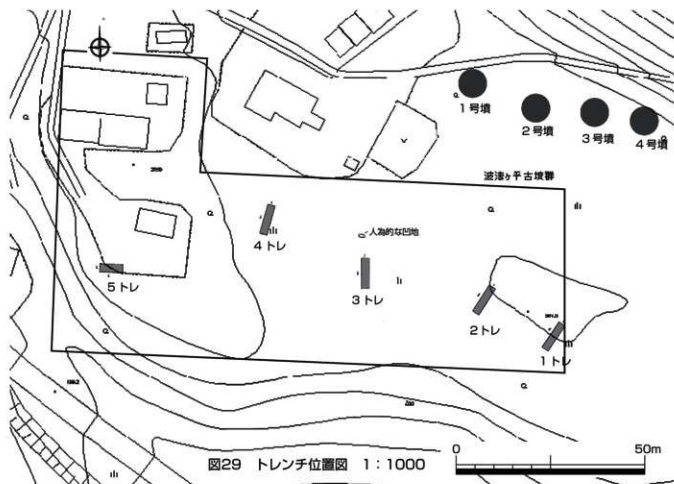 1号墳
2号墳
3号墳
4号墳
波濤ヶ平古墳群
人為的な凹地
4トレ
3トレ
5トレ
2トレ
1トレ
図29 トレンチ位置図 1:1000
0 50m